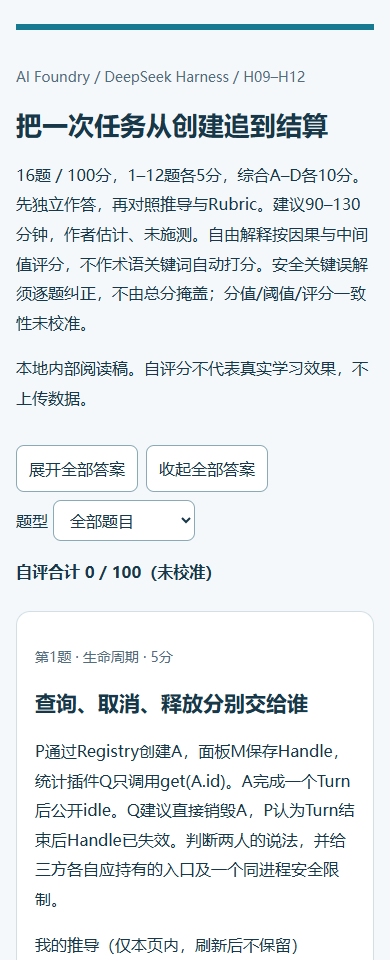 AI Foundry / DeepSeek Harness / H09–H12
把一次任务从创建追到结算
16题 / 100分，1–12题各5分，综合A–D各10分。
先独立作答，再对照推导与Rubric。建议90–130
分钟，作者估计、未施测。自由解释按因果与中间
值评分，不作术语关键词自动打分。安全关键误解
须逐题纠正，不由总分掩盖；分值/阈值/评分一致
性未校准。
本地内部阅读稿。自评分不代表真实学习效果，不
上传数据。
展开全部答案 收起全部答案
题型 全部题目
自评合计 0 / 100（未校准）
第1题 · 生命周期 · 5分
查询、取消、释放分别交给谁
P通过Registry创建A，面板M保存Handle，
统计插件Q只调用get(A.id)。A完成一个Turn
后公开idle。Q建议直接销毁A，P认为Turn结
束后Handle已失效。判断两人的说法，并给
三方各自应持有的入口及一个同进程安全限
制。
我的推导（仅本页内，刷新后不保留）